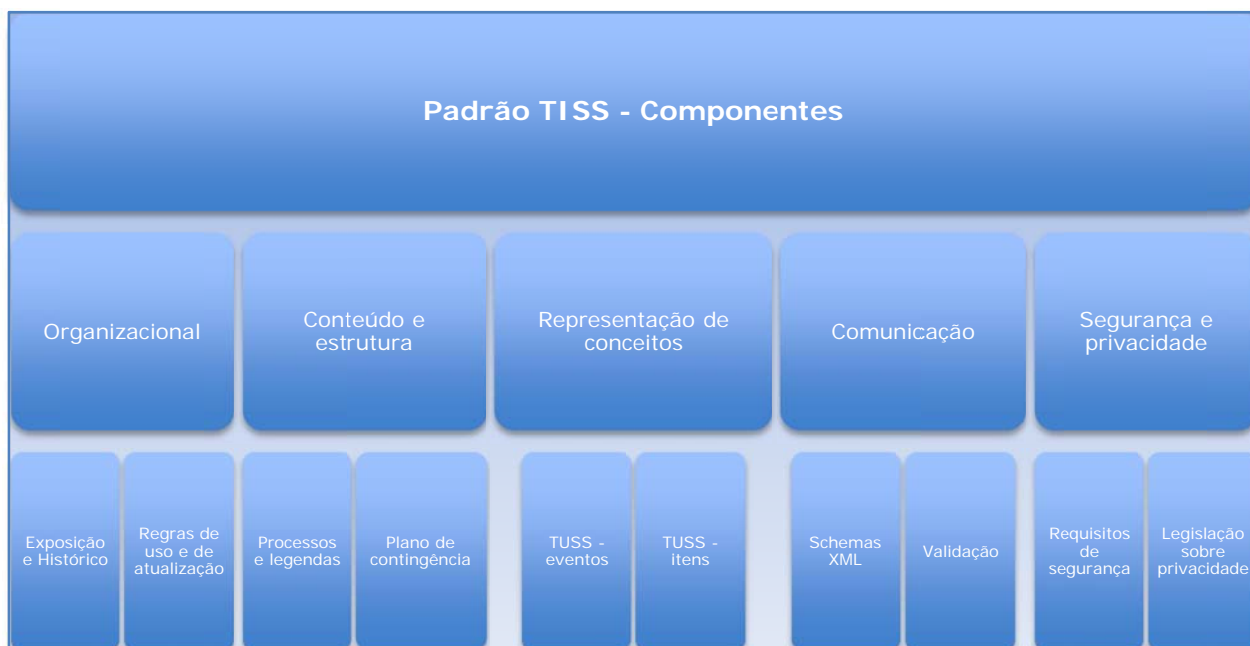 Padrão TISS - Componentes
Organizacional
Conteúdo e
estrutura
Representação de
conceitos
Comunicação
Segurança e
privacidade
Exposição
e Histórico
Regras de
uso e de
atualização
Processos
e legendas
Plano de
contingência
TUSS -
eventos
TUSS -
itens
Schemas
XML
Validação
Requisitos
de
segurança
Legislação
sobre
privacidade